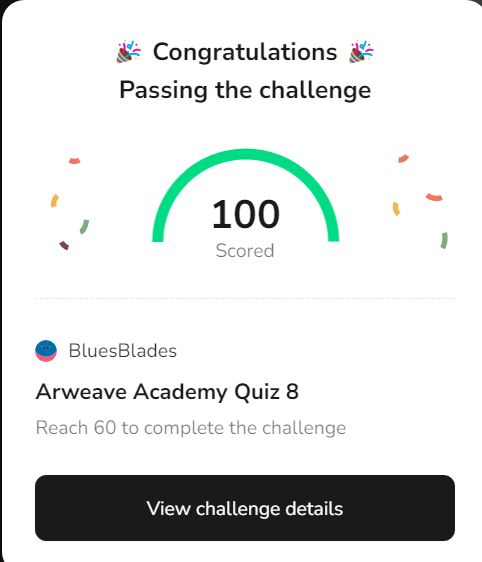 🎉 Congratulations 🎉
Passing the challenge
100
Scored
BluesBlades
Arweave Academy Quiz 8
Reach 60 to complete the challenge
View challenge details